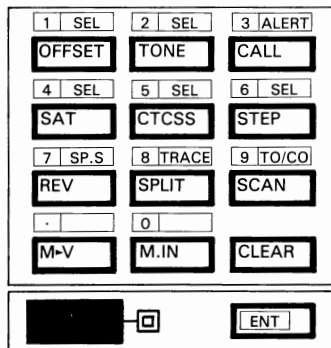 1 SEL 2 SEL 3 ALERT
OFFSET TONE CALL
4 SEL 5 SEL 6 SEL
SAT CTCSS STEP
7 SP.S 8 TRACE 9 TO/CO
REV SPLIT SCAN
· 0
M►V M.IN CLEAR
ENT